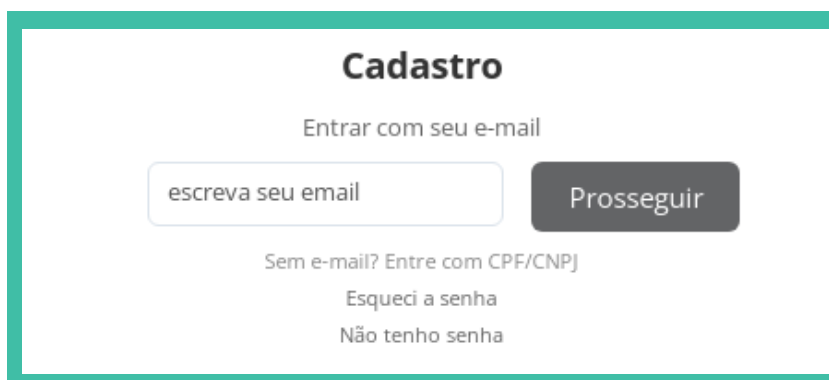 Cadastro
Entrar com seu e-mail
escreva seu email
Prosseguir
Sem e-mail? Entre com CPF/CNPJ
Esqueci a senha
Não tenho senha